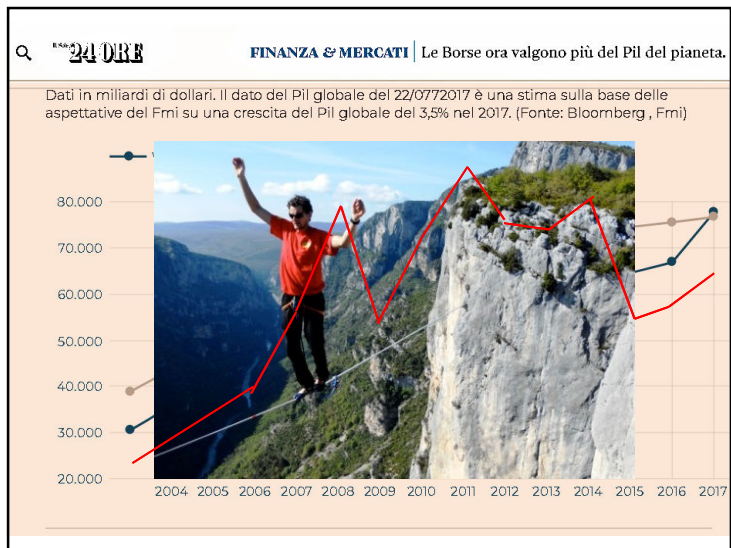 24 ORE
FINANZA & MERCATI | Le Borse ora valgono più del Pil del pianeta.
Dati in miliardi di dollari. Il dato del Pil globale del 22/0772017 è una stima sulla base delle
aspettative del Fmi su una crescita del Pil globale del 3,5% nel 2017. (Fonte: Bloomberg , Fmi)
80.000
70.000
60.000
50.000
40.000
30.000
20.000
2004 2005 2006 2007 2008 2009 2010 2011 2012 2013 2014 2015 2016 2017